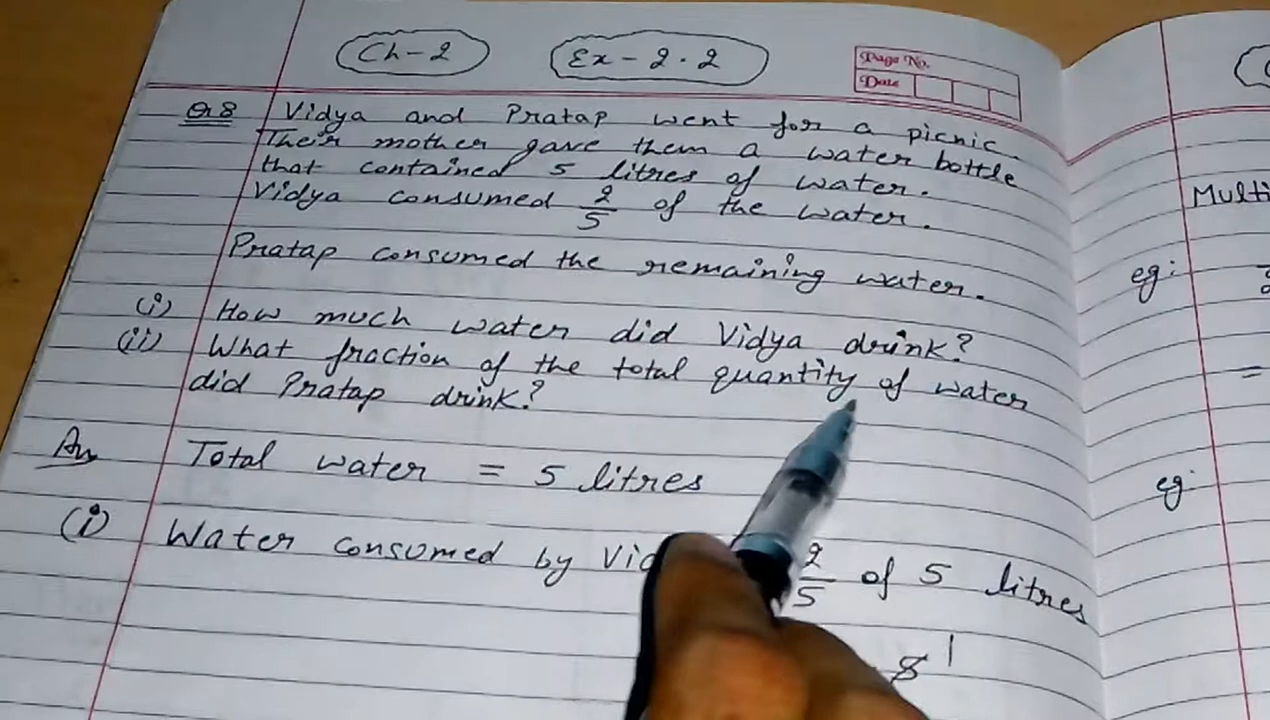 Ch-2 Ex-2.2
Page No.
Date
Q.8 Vidya and Pratap went for a picnic.
Their mother gave them a water bottle
that contained 5 litres of water.
Vidya consumed 2/5 of the water.
Pratap consumed the remaining water.
(i) How much water did Vidya drink?
(ii) What fraction of the total quantity of water
did Pratap drink?
Ans Total water = 5 litres
(i) Water consumed by 2/5 of 5 litres
5 1
Multi
eg:
=
eg: